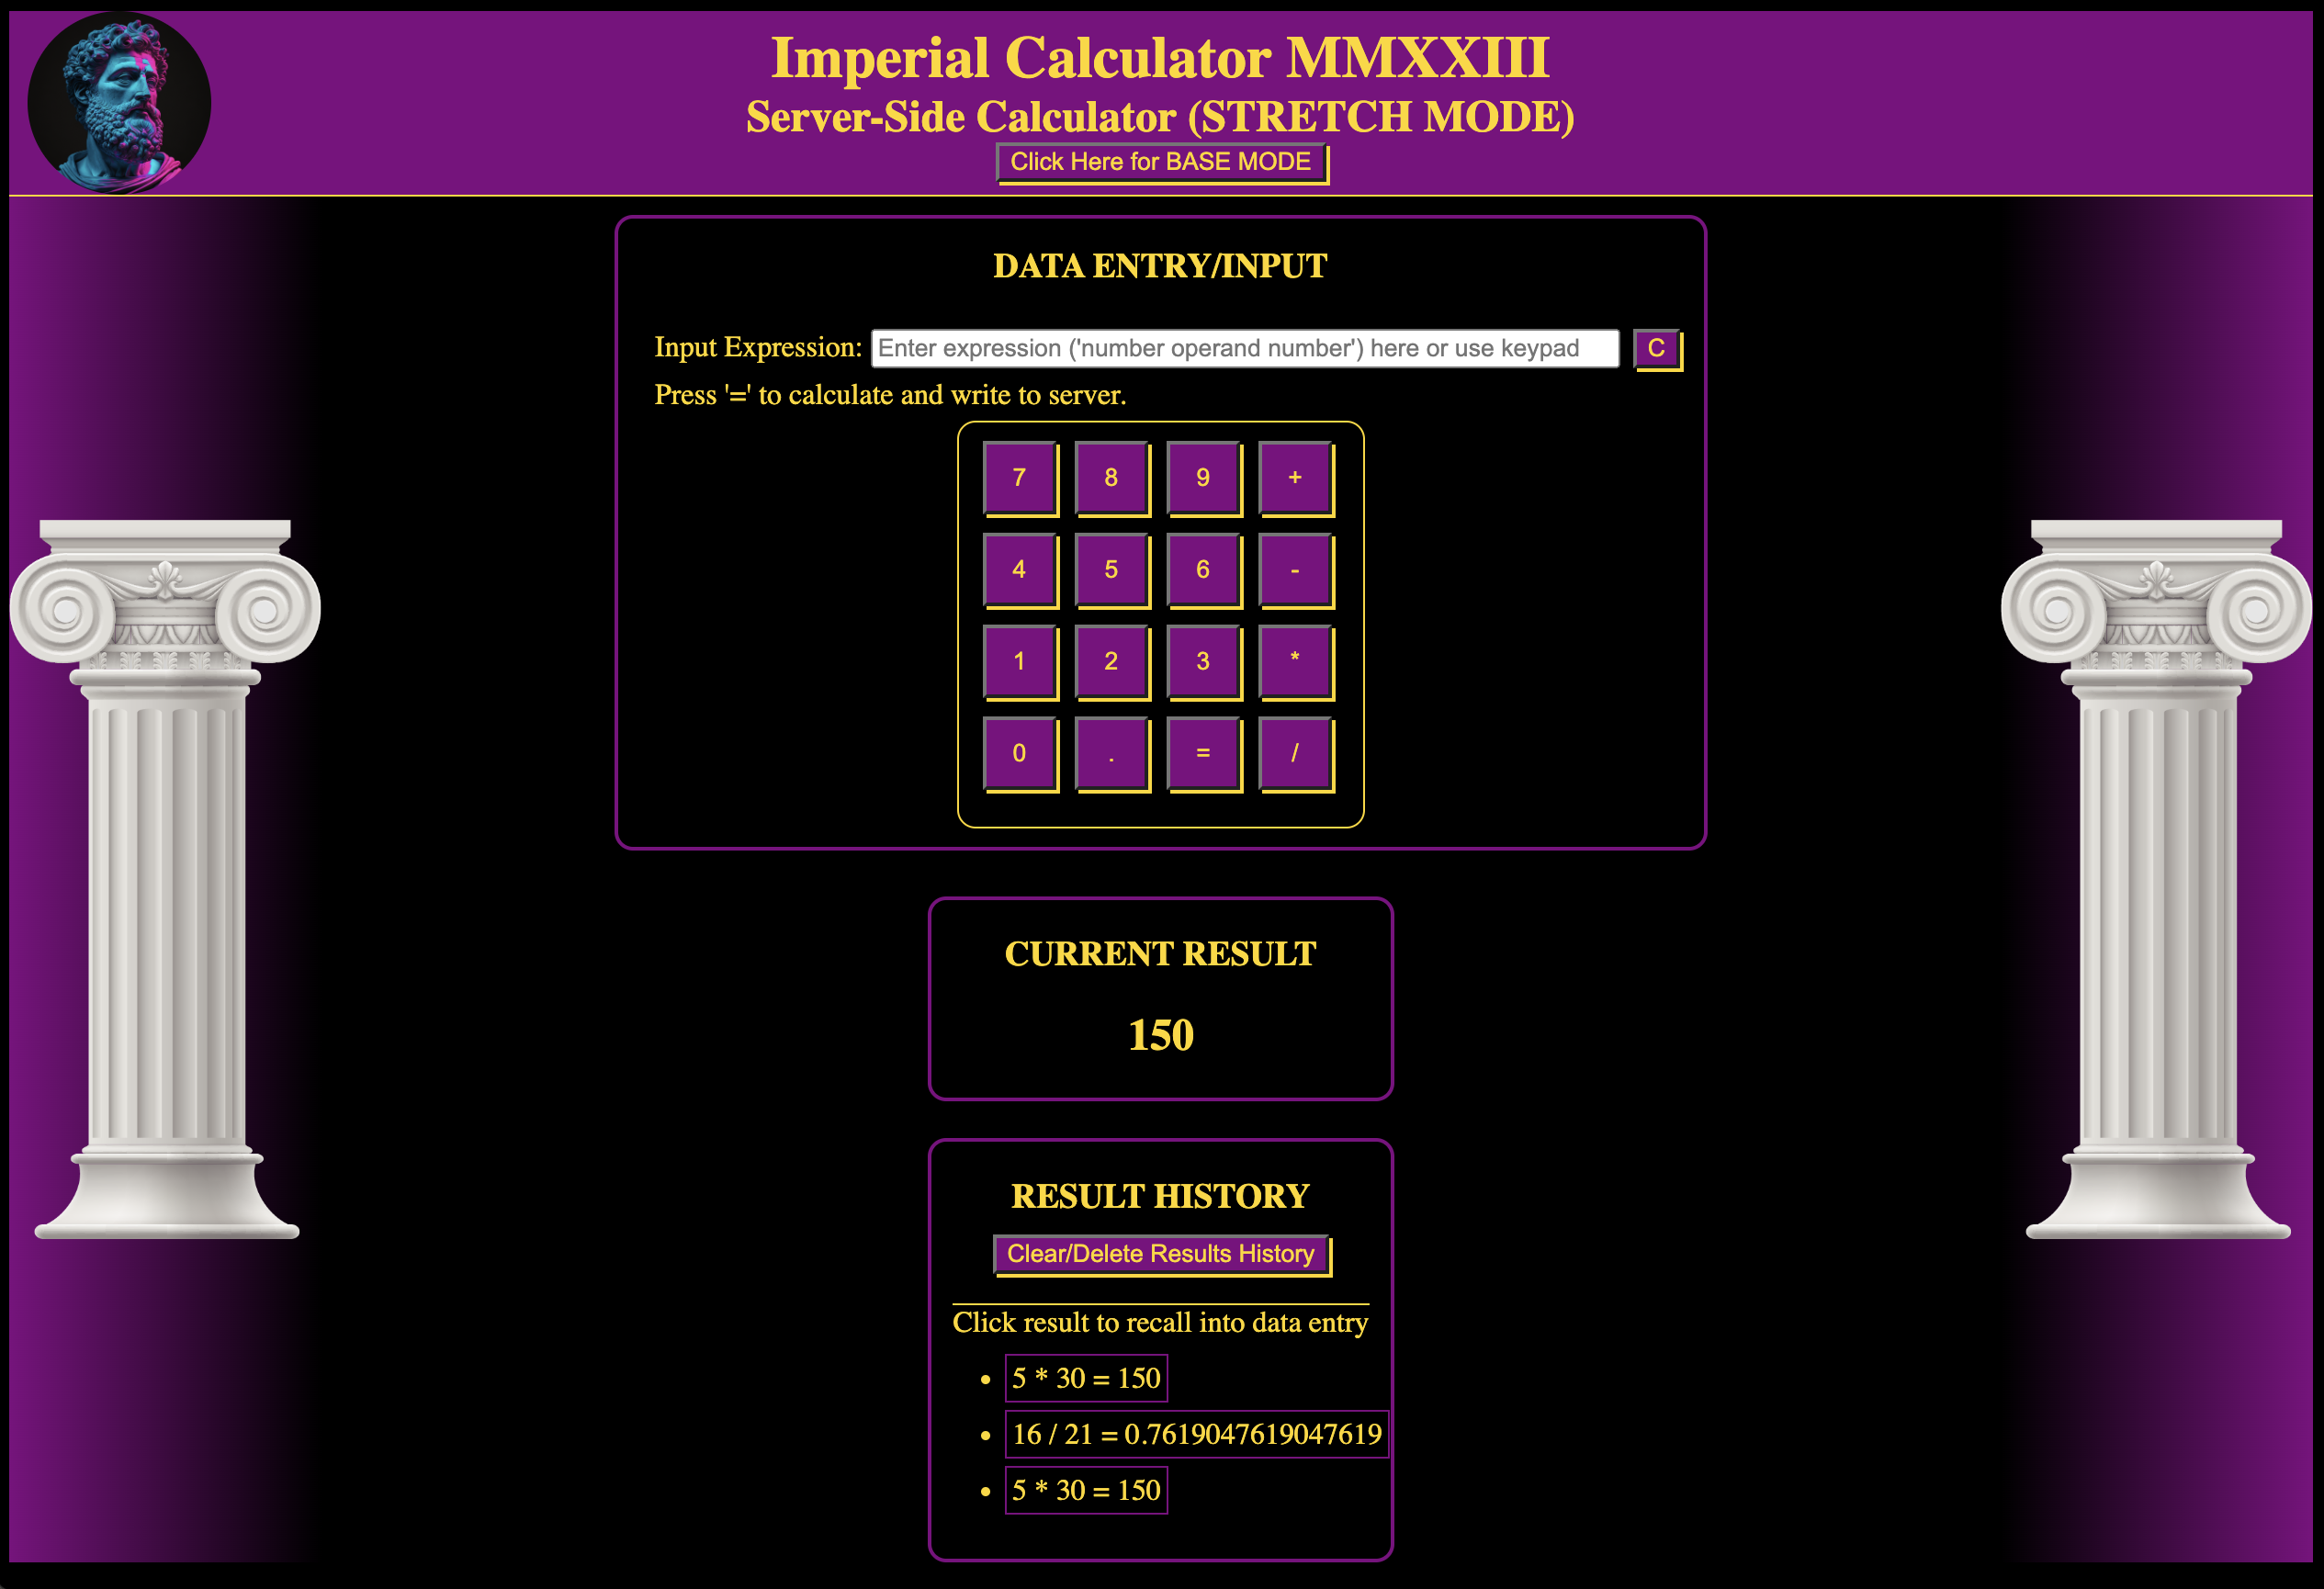 Imperial Calculator MMXXIII
Server-Side Calculator (STRETCH MODE)
Click Here for BASE MODE
DATA ENTRY/INPUT
Input Expression: Enter expression ('number operand number') here or use keypad C
Press '=' to calculate and write to server.
7 8 9 +
4 5 6 -
1 2 3 *
0 . = /
CURRENT RESULT
150
RESULT HISTORY
Clear/Delete Results History
Click result to recall into data entry
5 * 30 = 150
16 / 21 = 0.7619047619047619
5 * 30 = 150